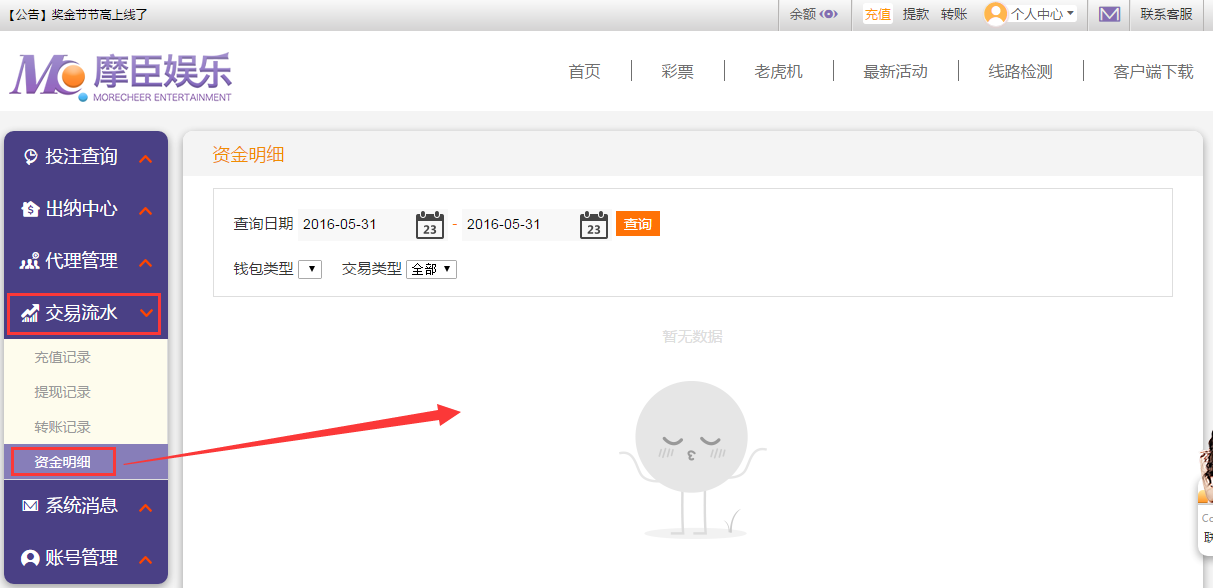 【公告】奖金节节高上线了
余额
充值 提款 转账
个人中心
联系客服
MC 摩臣娱乐
MORECHEER ENTERTAINMENT
首页 彩票 老虎机 最新活动 线路检测 客户端下载
投注查询
出纳中心
代理管理
交易流水
充值记录
提现记录
转账记录
资金明细
系统消息
账号管理
资金明细
查询日期 2016-05-31 23 - 2016-05-31 23 查询
钱包类型 交易类型 全部
暂无数据